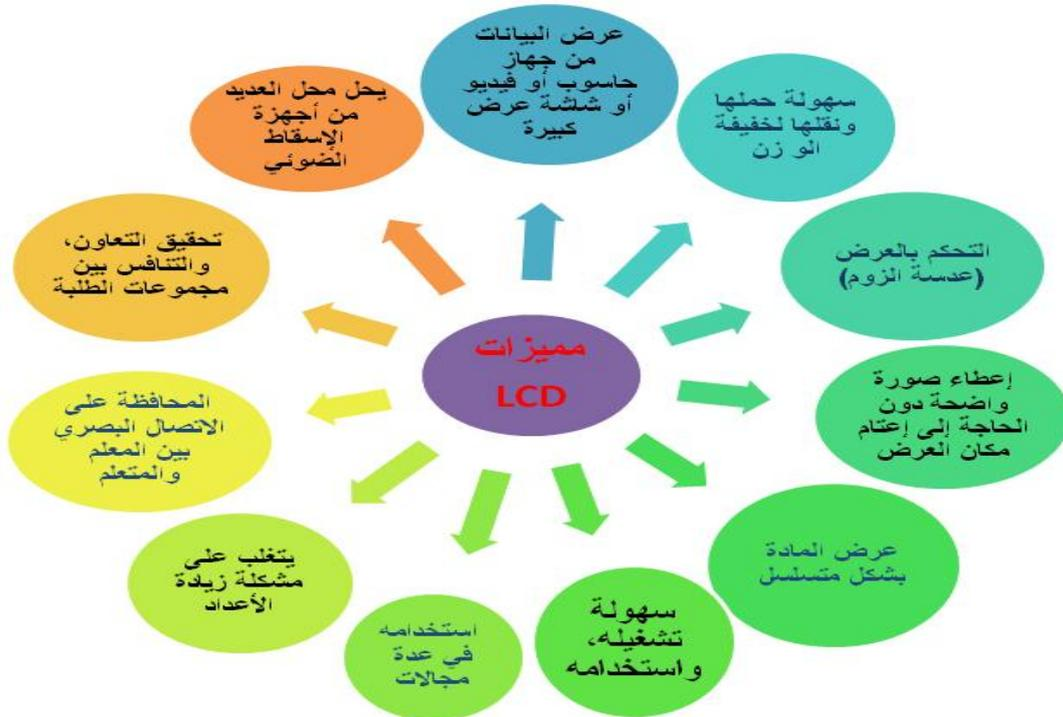 مميزات
LCD
عرض البيانات
من جهاز
حاسوب أو فيديو
أو شاشة عرض
كبيرة
سهولة حملها
ونقلها لخفيفة
الو زن
التحكم بالعرض
(عدسة الزوم)
إعطاء صورة
واضحة دون
الحاجة إلى إعتام
مكان العرض
عرض المادة
بشكل متسلسل
سهولة
تشغيله،
واستخدامه
استخدامه
في عدة
مجالات
يتغلب على
مشكلة زيادة
الأعداد
المحافظة على
الاتصال البصري
بين المعلم
والمتعلم
تحقيق التعاون،
والتنافس بين
مجموعات الطلبة
يحل محل العديد
من أجهزة
الإسقاط
الضوئي